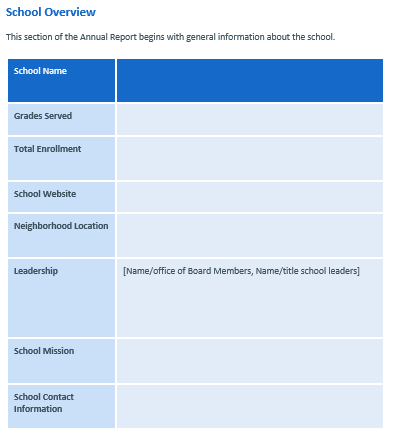 School Overview
This section of the Annual Report begins with general information about the school.
School Name
Grades Served
Total Enrollment
School Website
Neighborhood Location
Leadership
[Name/office of Board Members, Name/title school leaders]
School Mission
School Contact
Information